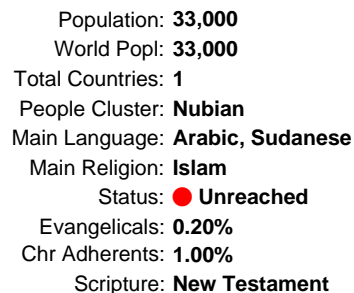 Population: 33,000
World Popl: 33,000
Total Countries: 1
People Cluster: Nubian
Main Language: Arabic, Sudanese
Main Religion: Islam
Status: Unreached
Evangelicals: 0.20%
Chr Adherents: 1.00%
Scripture: New Testament